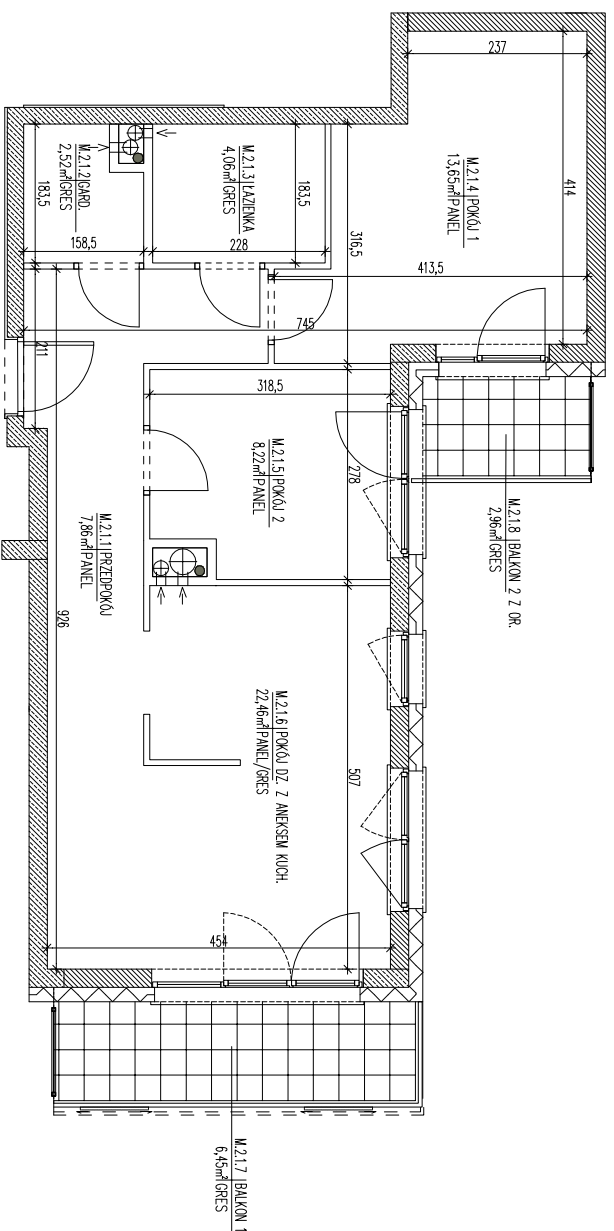 237
M.2.1.4 | POKÓJ 1
13,65m² PANEL
414
413,5
316,5
745
M.2.1.2 | GARD.
2,52m² GRES
183,5
158,5
M.2.1.3 | ŁAZIENKA
4,06m² GRES
183,5
228
211
318,5
M.2.1.5 | POKÓJ 2
8,22m² PANEL
278
M.2.1.8 | BALKON 2 Z OR.
2,96m² GRES
M.2.1.1 | PRZEDPOKÓJ
7,86m² PANEL
926
M.2.1.6 | POKÓJ DZ. Z ANEKSEM KUCH.
22,46m² PANEL/GRES
507
454
M.2.1.7 | BALKON 1
6,45m² GRES